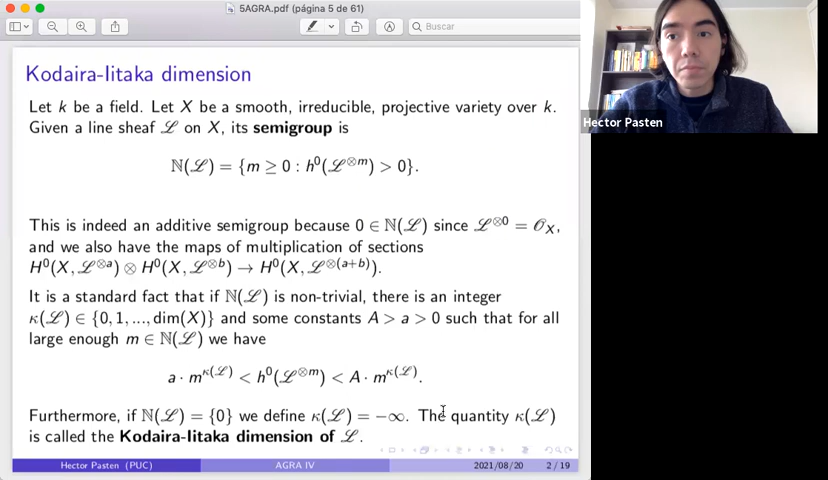 5AGRA.pdf (página 5 de 61)
Buscar
Kodaira-Iitaka dimension
Let k be a field. Let X be a smooth, irreducible, projective variety over k.
Given a line sheaf ℒ on X, its semigroup is
ℕ(ℒ) = {m ≥ 0 : h⁰(ℒ^{⊗m}) > 0}.
This is indeed an additive semigroup because 0 ∈ ℕ(ℒ) since ℒ^{⊗0} = 𝒪_X,
and we also have the maps of multiplication of sections
H⁰(X, ℒ^{⊗a}) ⊗ H⁰(X, ℒ^{⊗b}) → H⁰(X, ℒ^{⊗(a+b)}).
It is a standard fact that if ℕ(ℒ) is non-trivial, there is an integer
κ(ℒ) ∈ {0, 1, ..., dim(X)} and some constants A > a > 0 such that for all
large enough m ∈ ℕ(ℒ) we have
a · m^{κ(ℒ)} < h⁰(ℒ^{⊗m}) < A · m^{κ(ℒ)}.
Furthermore, if ℕ(ℒ) = {0} we define κ(ℒ) = −∞. The quantity κ(ℒ)
is called the Kodaira-Iitaka dimension of ℒ.
Hector Pasten (PUC) AGRA IV 2021/08/20 2 / 19
Hector Pasten